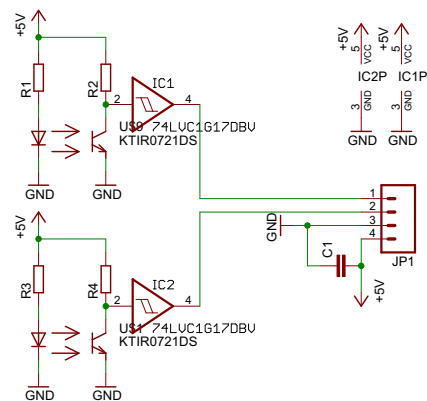 +5V
R1
R2
IC1
2
4
US9 74LVC1G17DBV
KTIR0721DS
GND
GND
+5V
5
VCC
IC2P
3
GND
GND
+5V
5
VCC
IC1P
3
GND
GND
1
2
3
4
JP1
GND
C1
+5V
+5V
R3
R4
IC2
2
4
US1 74LVC1G17DBV
KTIR0721DS
GND
GND